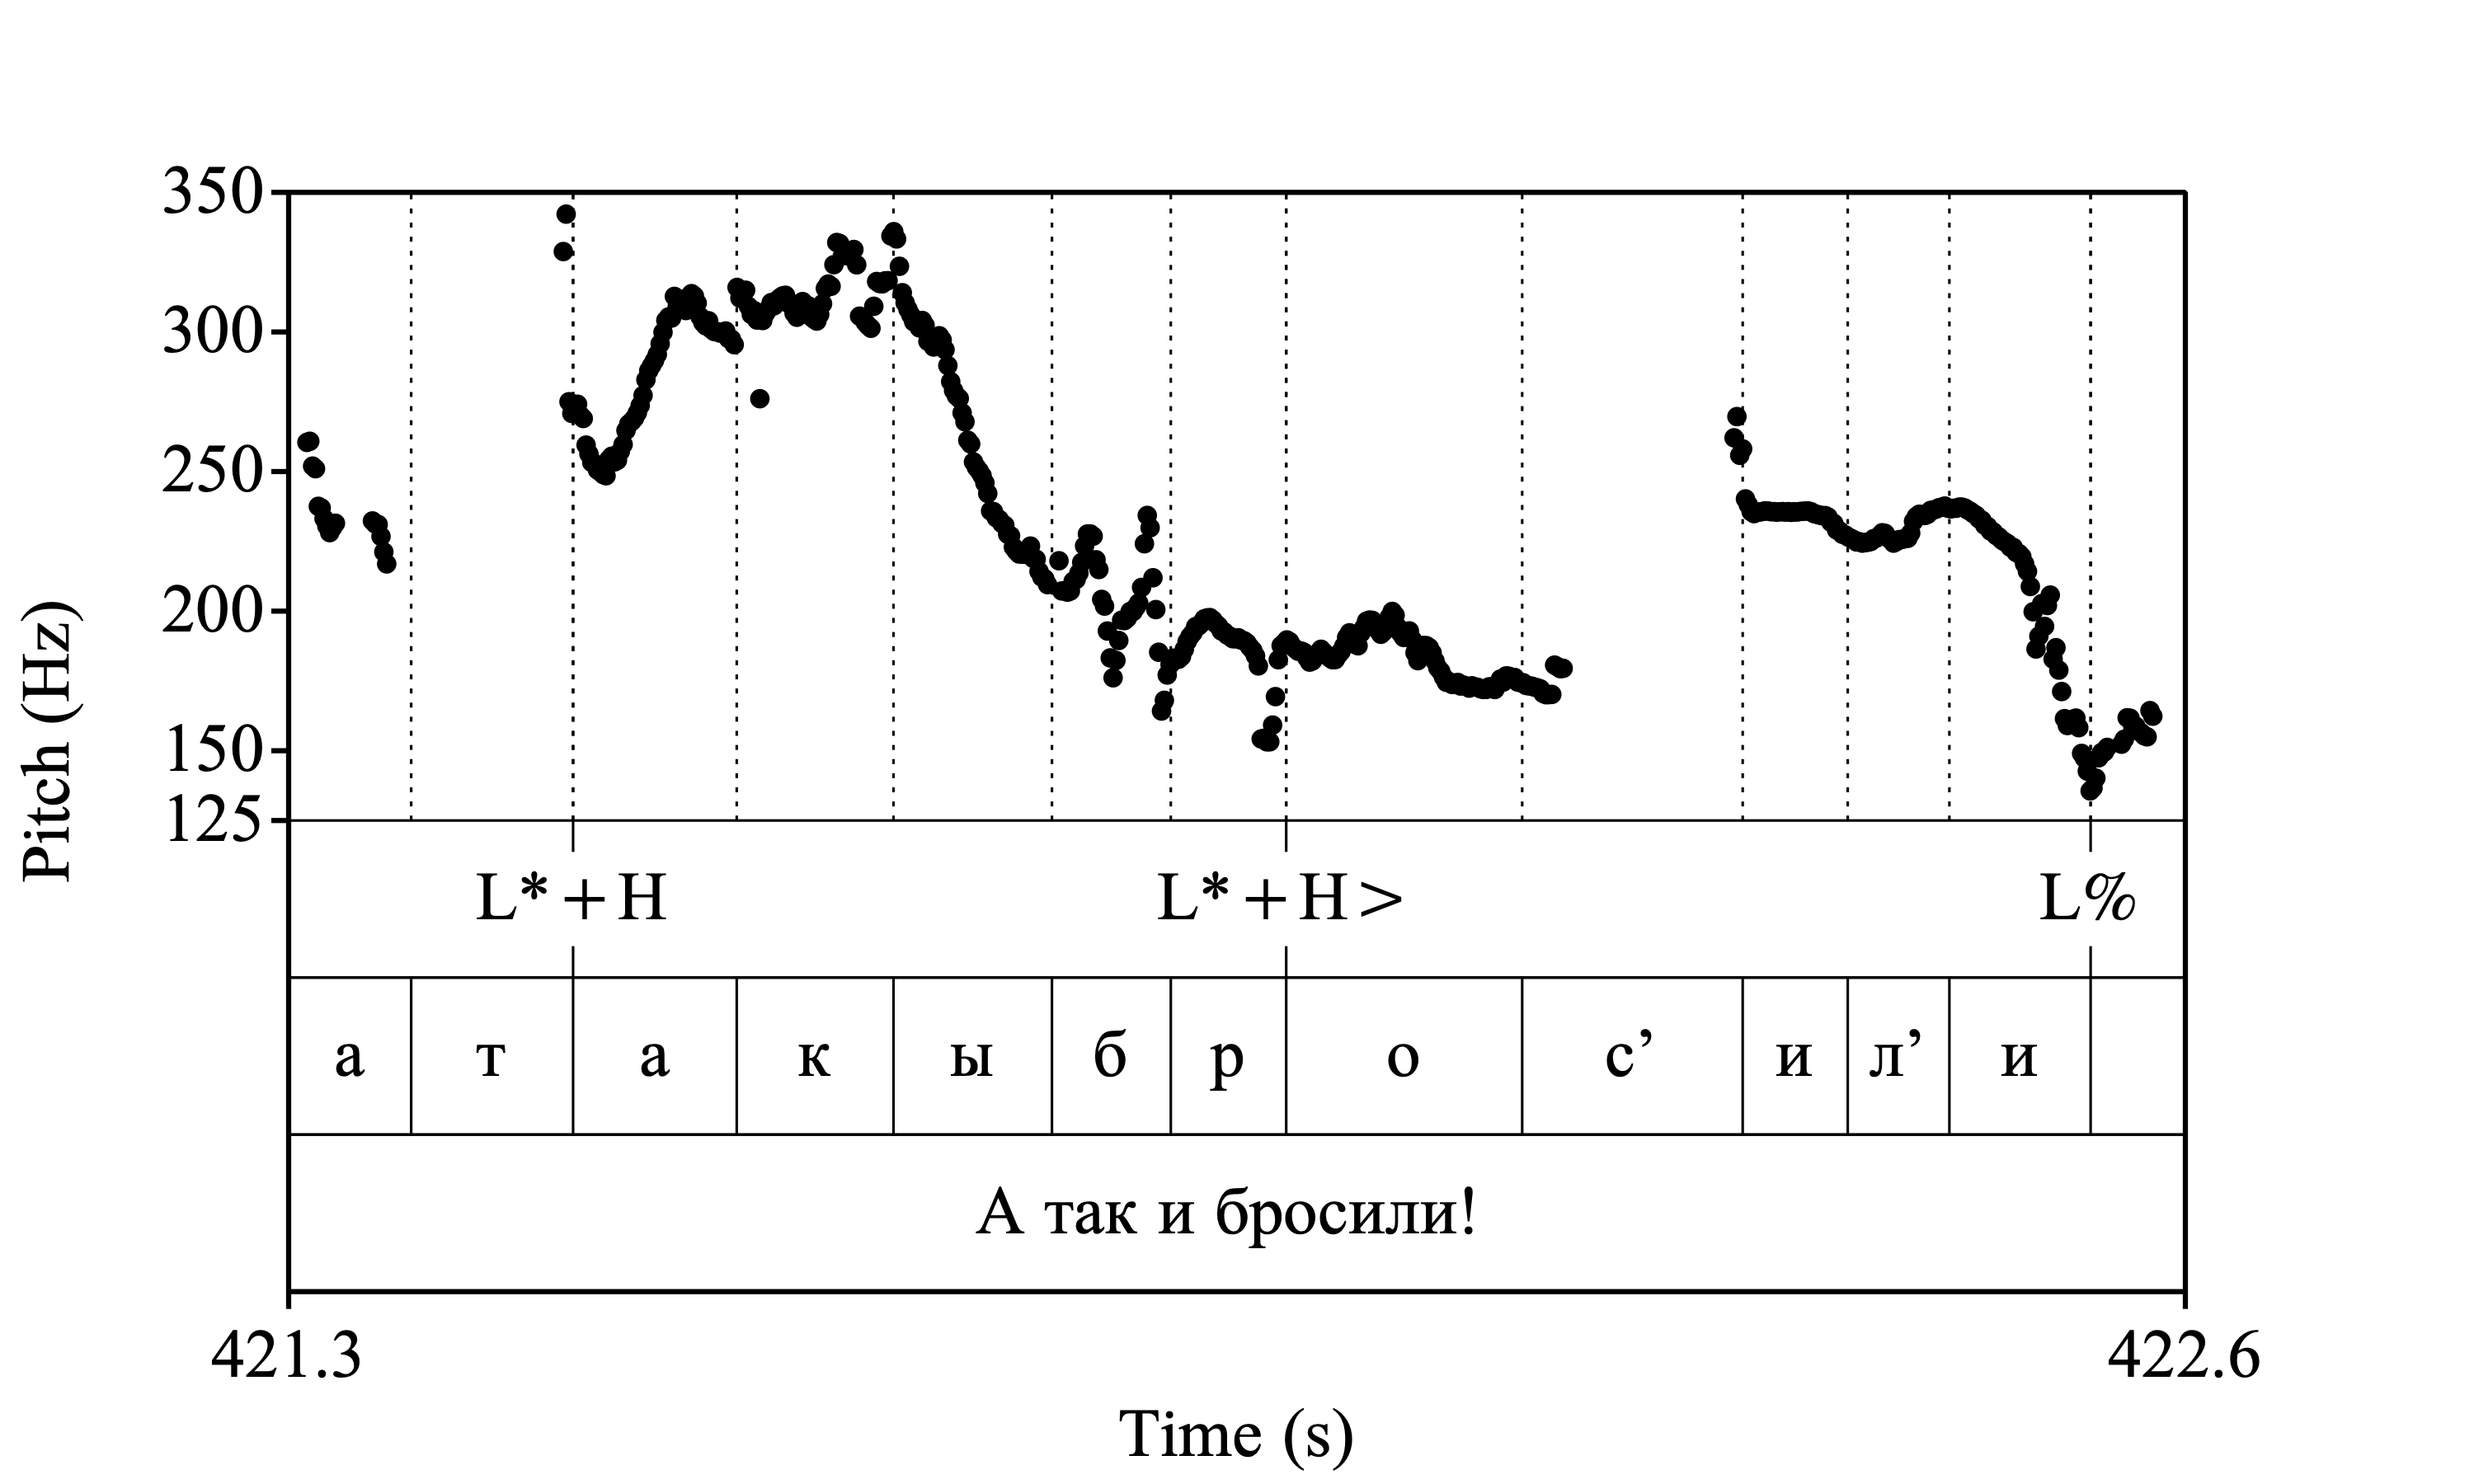 350
300
250
200
150
125
Pitch (Hz)
L*+H L*+H> L%
а т а к ы б р о с’ и л’ и
А так и бросили!
421.3 422.6
Time (s)